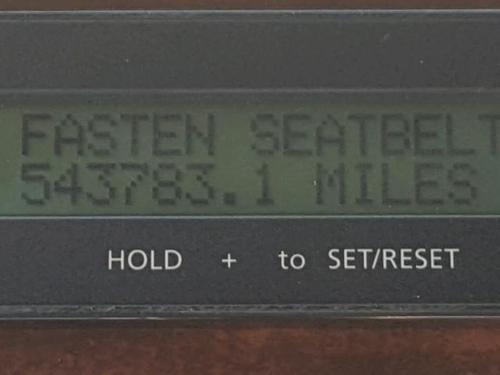 FASTEN SEATBELT
543783.1 MILES
HOLD + to SET/RESET